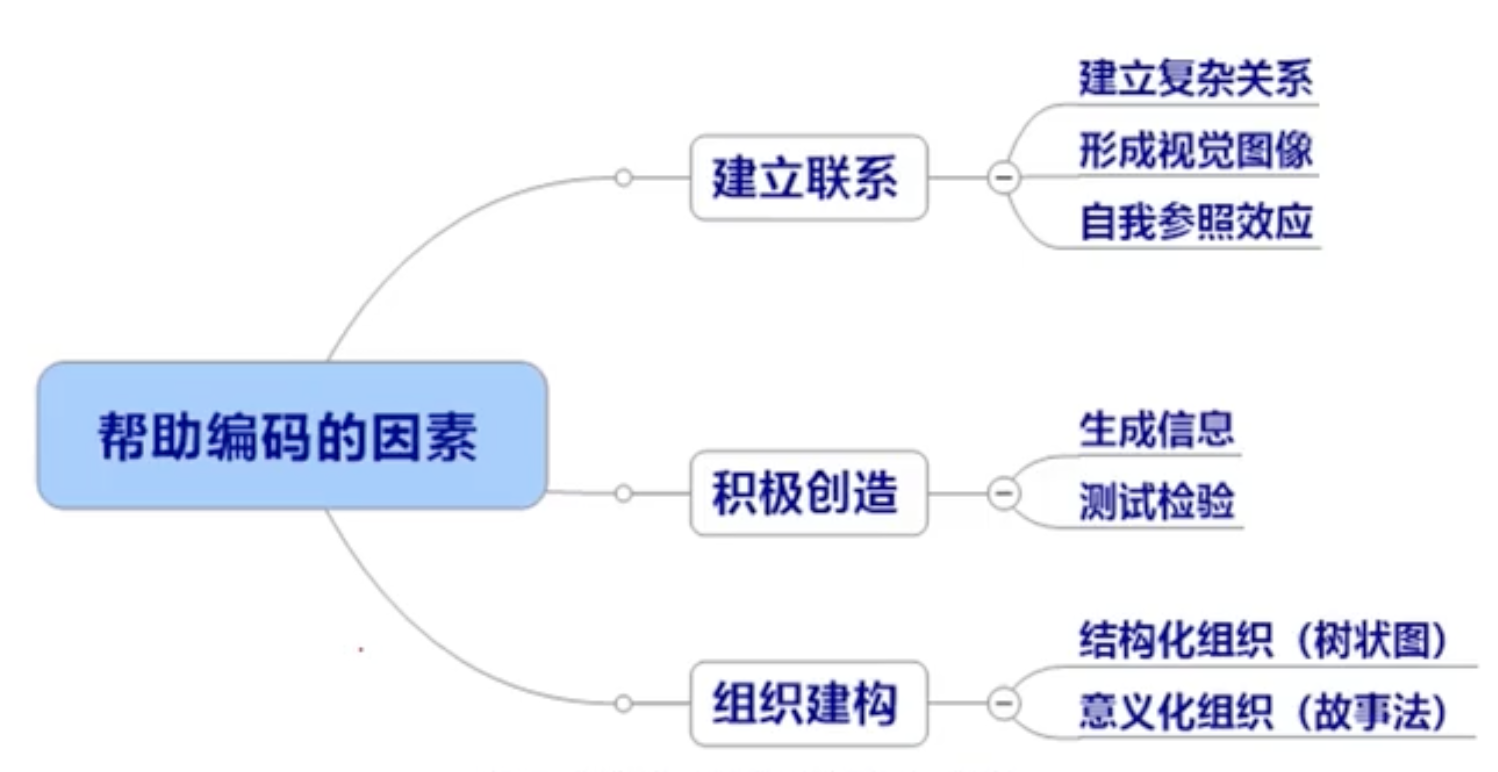 帮助编码的因素
建立联系
建立复杂关系
形成视觉图像
自我参照效应
积极创造
生成信息
测试检验
组织建构
结构化组织（树状图）
意义化组织（故事法）